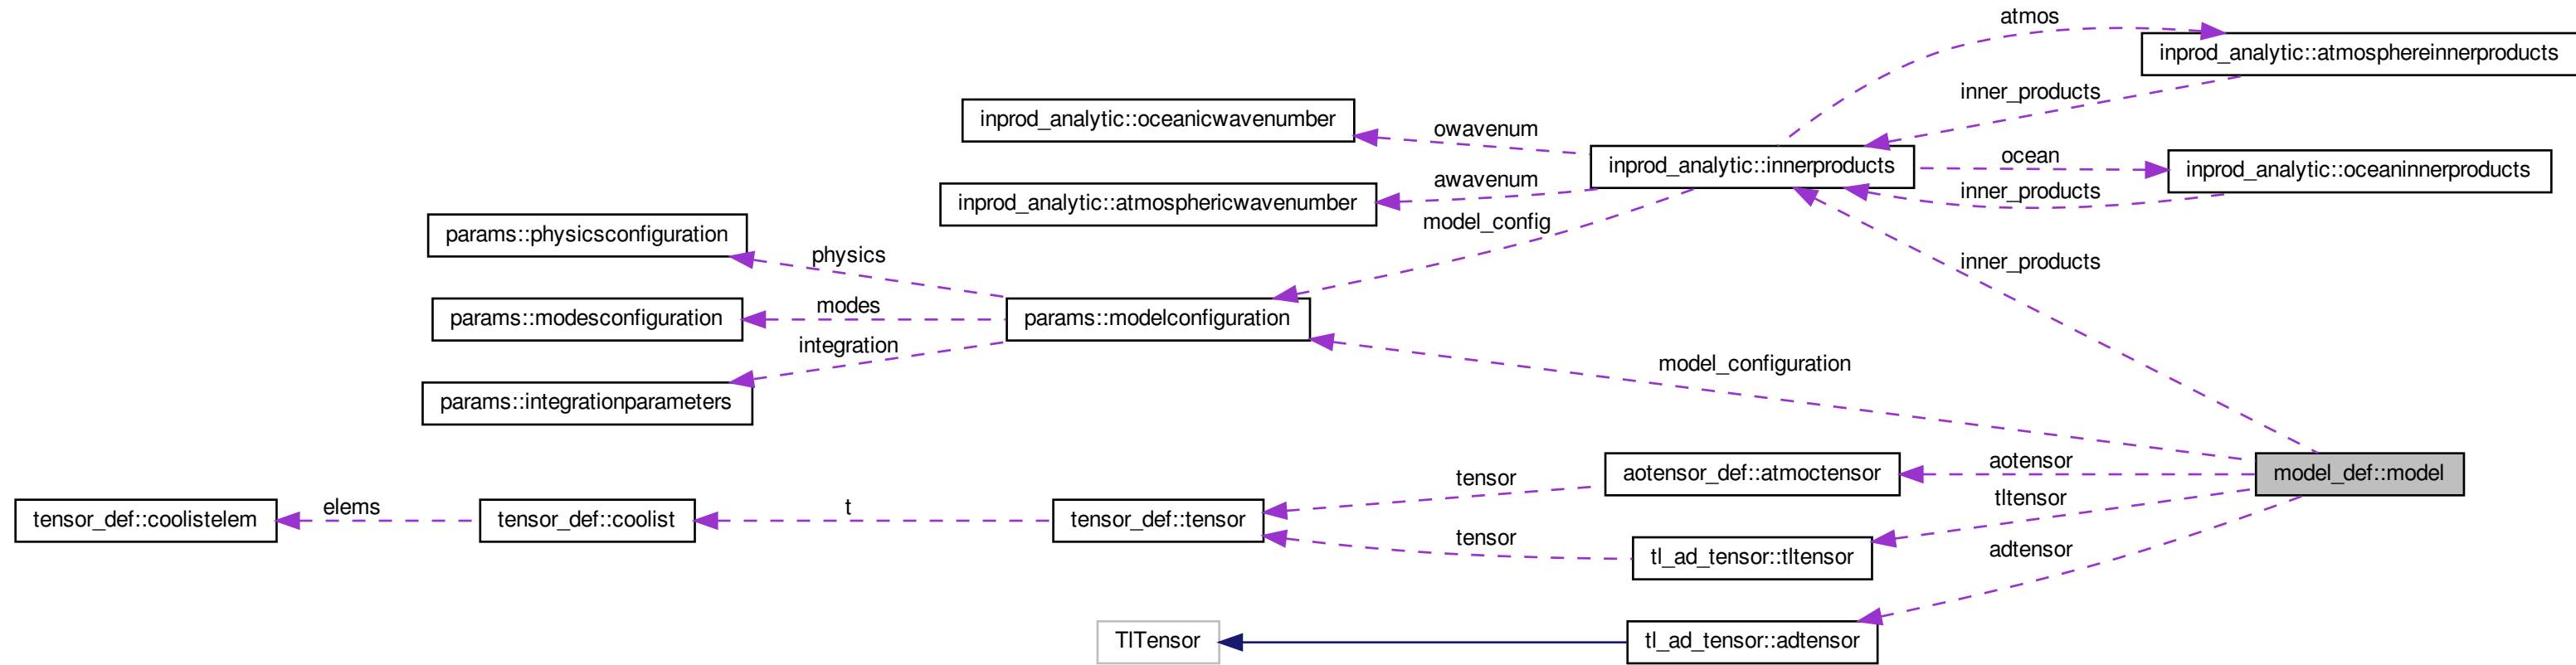 atmos
inprod_analytic::atmosphereinnerproducts
inner_products
inprod_analytic::oceanicwavenumber
owavenum
inprod_analytic::innerproducts
ocean
inprod_analytic::oceaninnerproducts
awavenum
inner_products
inprod_analytic::atmosphericwavenumber
model_config
params::physicsconfiguration
physics
inner_products
modes
params::modesconfiguration
params::modelconfiguration
integration
model_configuration
params::integrationparameters
aotensor
aotensor_def::atmoctensor
model_def::model
tensor
tltensor
elems
t
tensor_def::coolistelem
tensor_def::coolist
tensor_def::tensor
tensor
adtensor
tl_ad_tensor::tltensor
TlTensor
tl_ad_tensor::adtensor